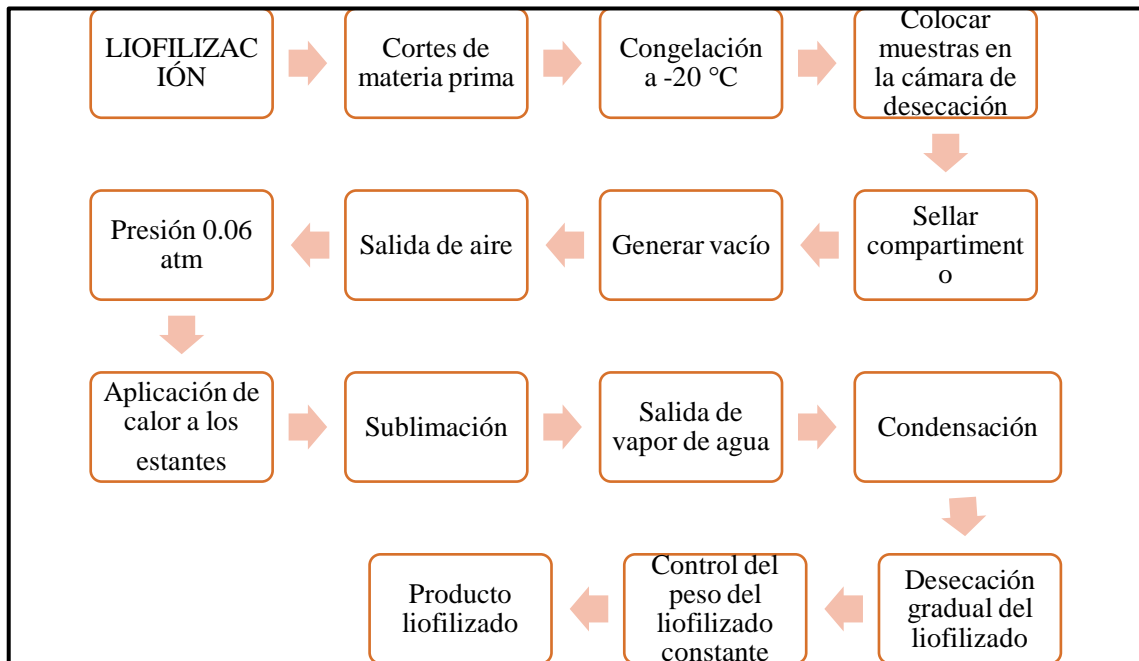 LIOFILIZAC
IÓN
Cortes de
materia prima
Congelación
a -20 °C
Colocar
muestras en
la cámara de
desecación
Sellar
compartiment
o
Generar vacío
Salida de aire
Presión 0.06
atm
Aplicación de
calor a los
estantes
Sublimación
Salida de
vapor de agua
Condensación
Desecación
gradual del
liofilizado
Control del
peso del
liofilizado
constante
Producto
liofilizado